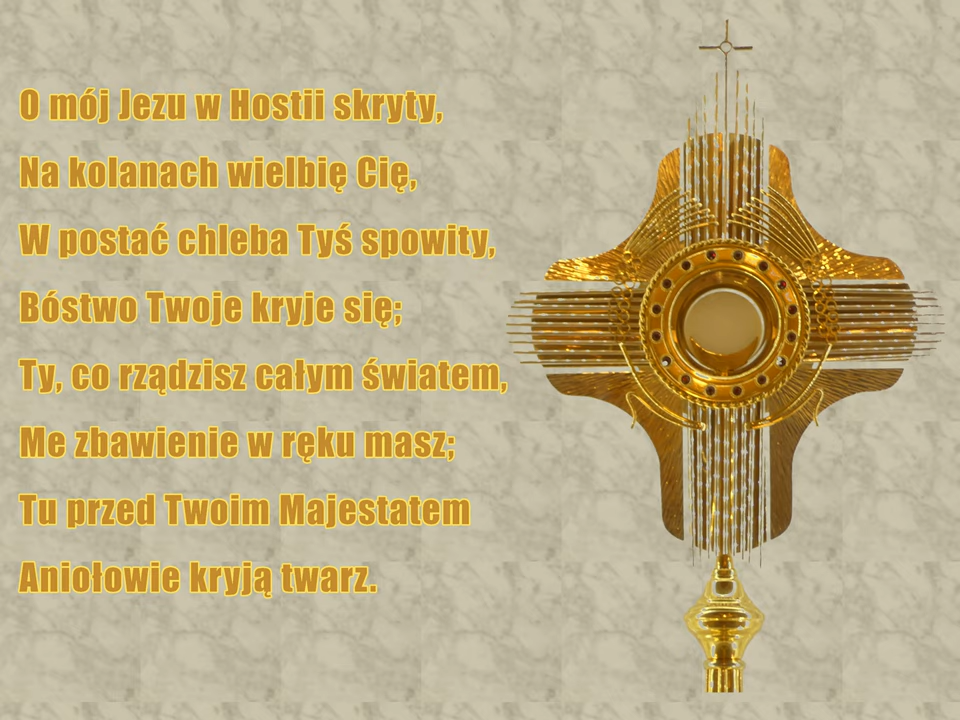 O mój Jezu w Hostii skryty,
Na kolanach wielbię Cię,
W postać chleba Tyś spowity,
Bóstwo Twoje kryje się;
Ty, co rządzisz całym światem,
Me zbawienie w ręku masz;
Tu przed Twoim Majestatem
Aniołowie kryją twarz.